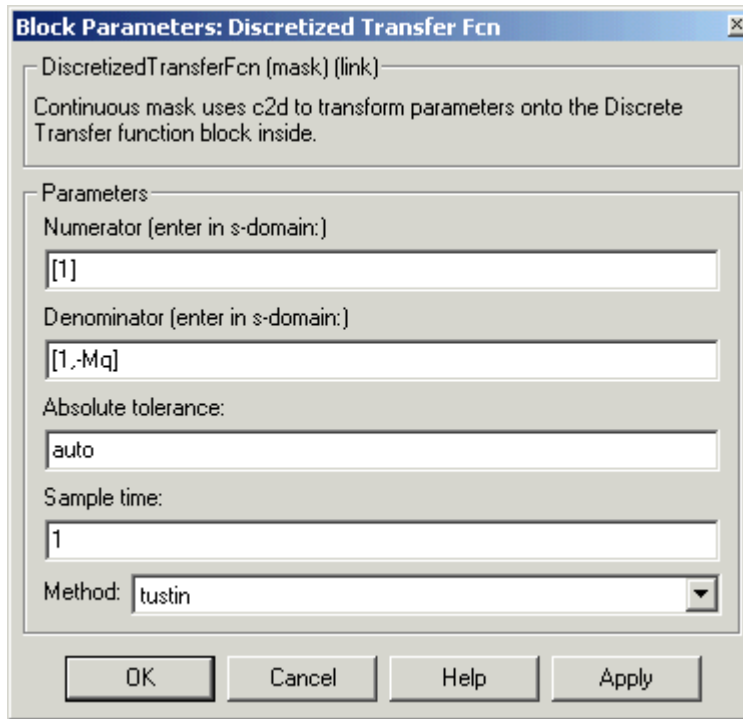 Block Parameters: Discretized Transfer Fcn
DiscretizedTransferFcn (mask) (link)
Continuous mask uses c2d to transform parameters onto the Discrete
Transfer function block inside.
Parameters
Numerator (enter in s-domain:)
[1]
Denominator (enter in s-domain:)
[1,-Mq]
Absolute tolerance:
auto
Sample time:
1
Method: tustin
OK Cancel Help Apply